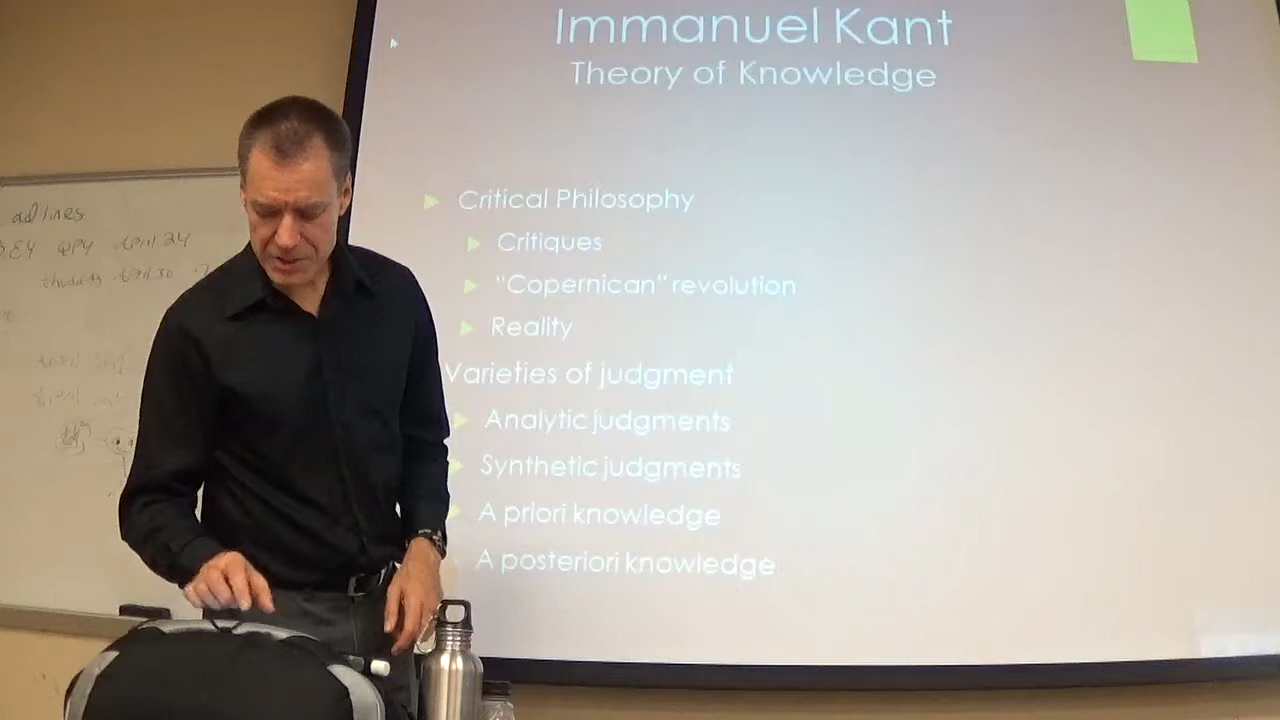 Immanuel Kant
Theory of Knowledge
Critical Philosophy
Critiques
"Copernican" revolution
Reality
Varieties of judgment
Analytic judgments
Synthetic judgments
A priori knowledge
A posteriori knowledge
adlines